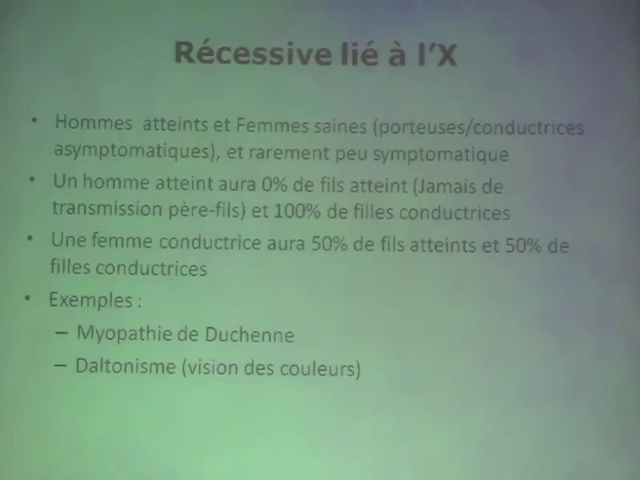 Récessive lié à l'X
• Hommes atteints et Femmes saines (porteuses/conductrices
asymptomatiques), et rarement peu symptomatique
• Un homme atteint aura 0% de fils atteint (Jamais de
transmission père-fils) et 100% de filles conductrices
• Une femme conductrice aura 50% de fils atteints et 50% de
filles conductrices
• Exemples :
– Myopathie de Duchenne
– Daltonisme (vision des couleurs)